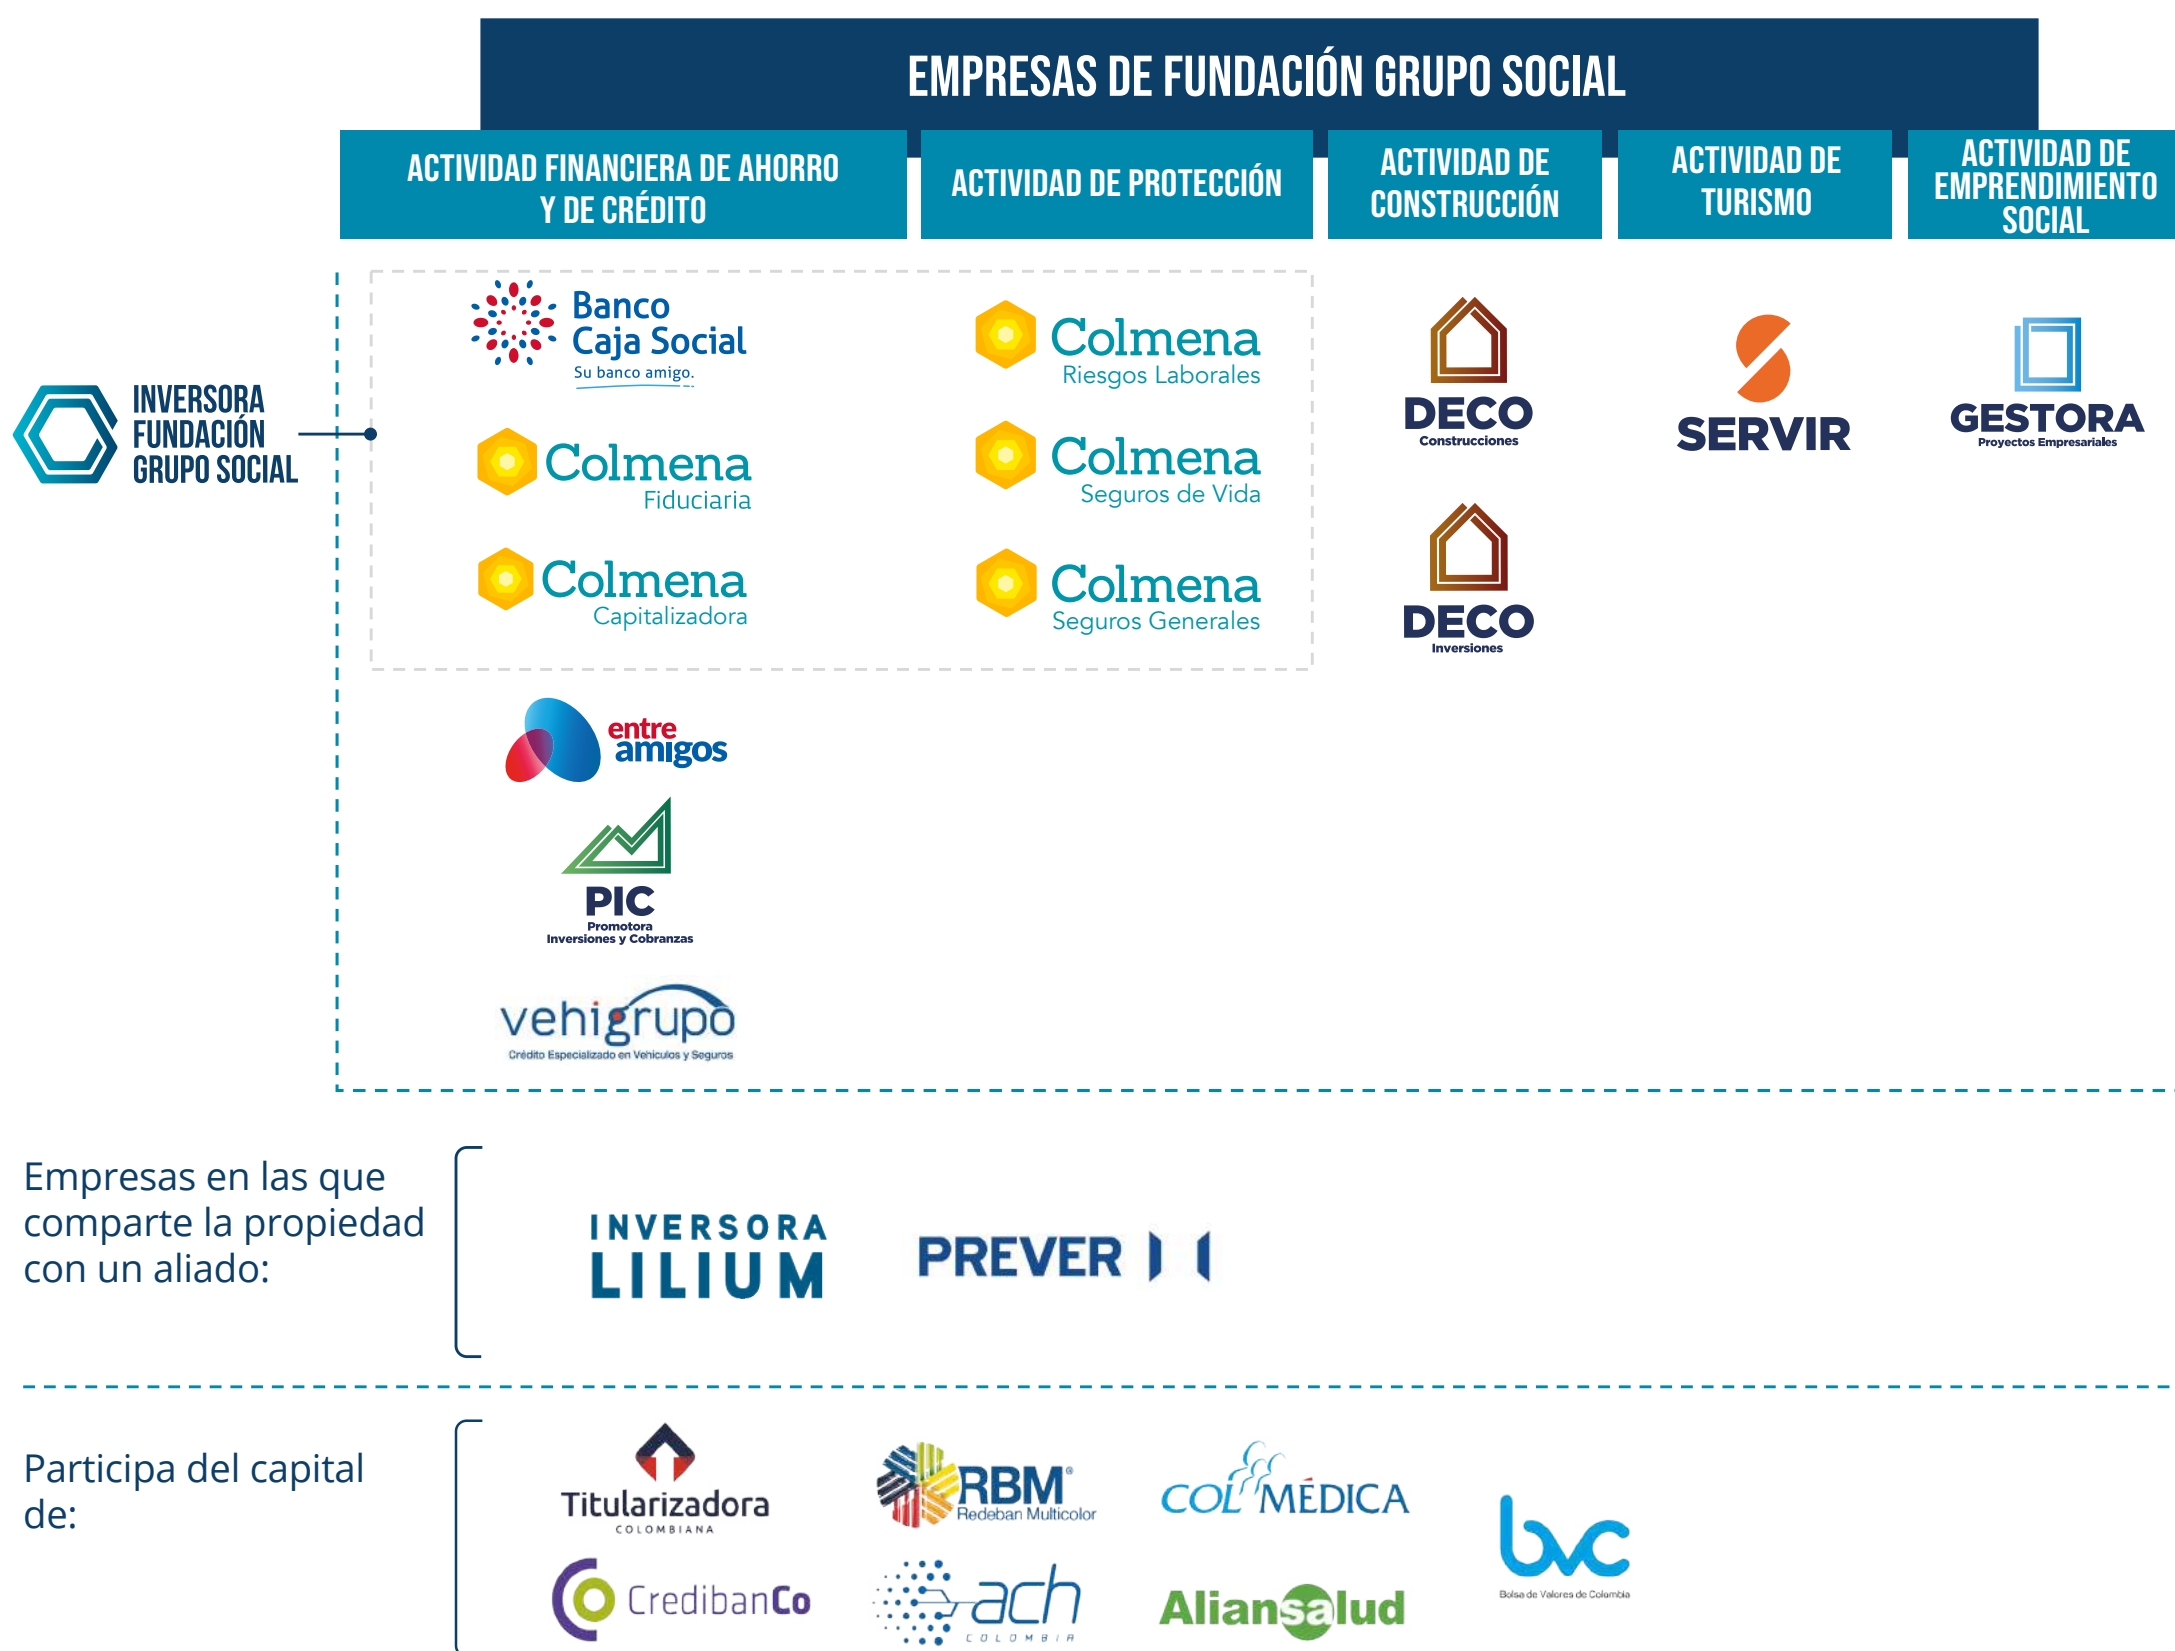 EMPRESAS DE FUNDACIÓN GRUPO SOCIAL
ACTIVIDAD FINANCIERA DE AHORRO
Y DE CRÉDITO
ACTIVIDAD DE PROTECCIÓN
ACTIVIDAD DE
CONSTRUCCIÓN
ACTIVIDAD DE
TURISMO
ACTIVIDAD DE
EMPRENDIMIENTO
SOCIAL
INVERSORA
FUNDACIÓN
GRUPO SOCIAL
Banco
Caja Social
Su banco amigo.
Colmena
Fiduciaria
Colmena
Capitalizadora
Colmena
Riesgos Laborales
Colmena
Seguros de Vida
Colmena
Seguros Generales
DECO
Construcciones
DECO
Inversiones
SERVIR
GESTORA
Proyectos Empresariales
entre
amigos
PIC
Promotora
Inversiones y Cobranzas
vehigrupo
Crédito Especializado en Vehículos y Seguros
Empresas en las que
comparte la propiedad
con un aliado:
INVERSORA
LILIUM
PREVER
Participa del capital
de:
Titularizadora
COLOMBIANA
RBM®
Redeban Multicolor
COLMÉDICA
bvc
Bolsa de Valores de Colombia
CredibanCo
ach
COLOMBIA
Aliansalud